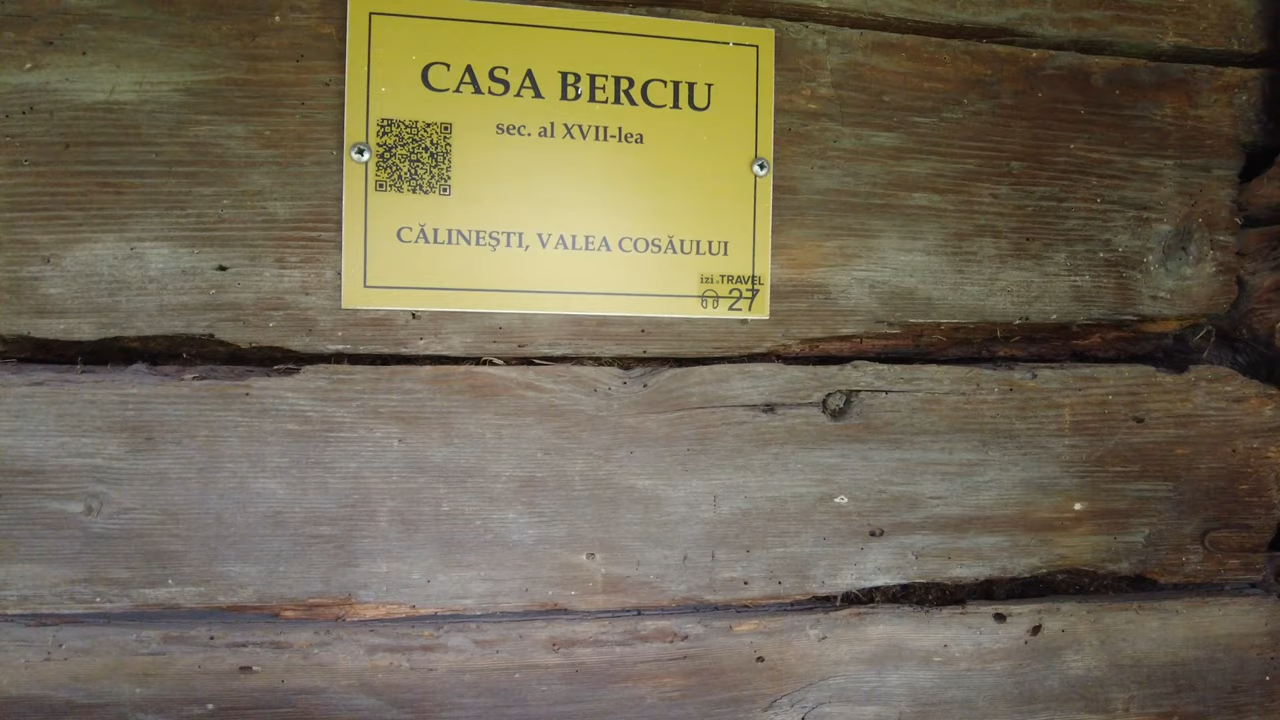 CASA BERCIU
sec. al XVII-lea
CĂLINEŞTI, VALEA COSĂULUI
izi.TRAVEL
27